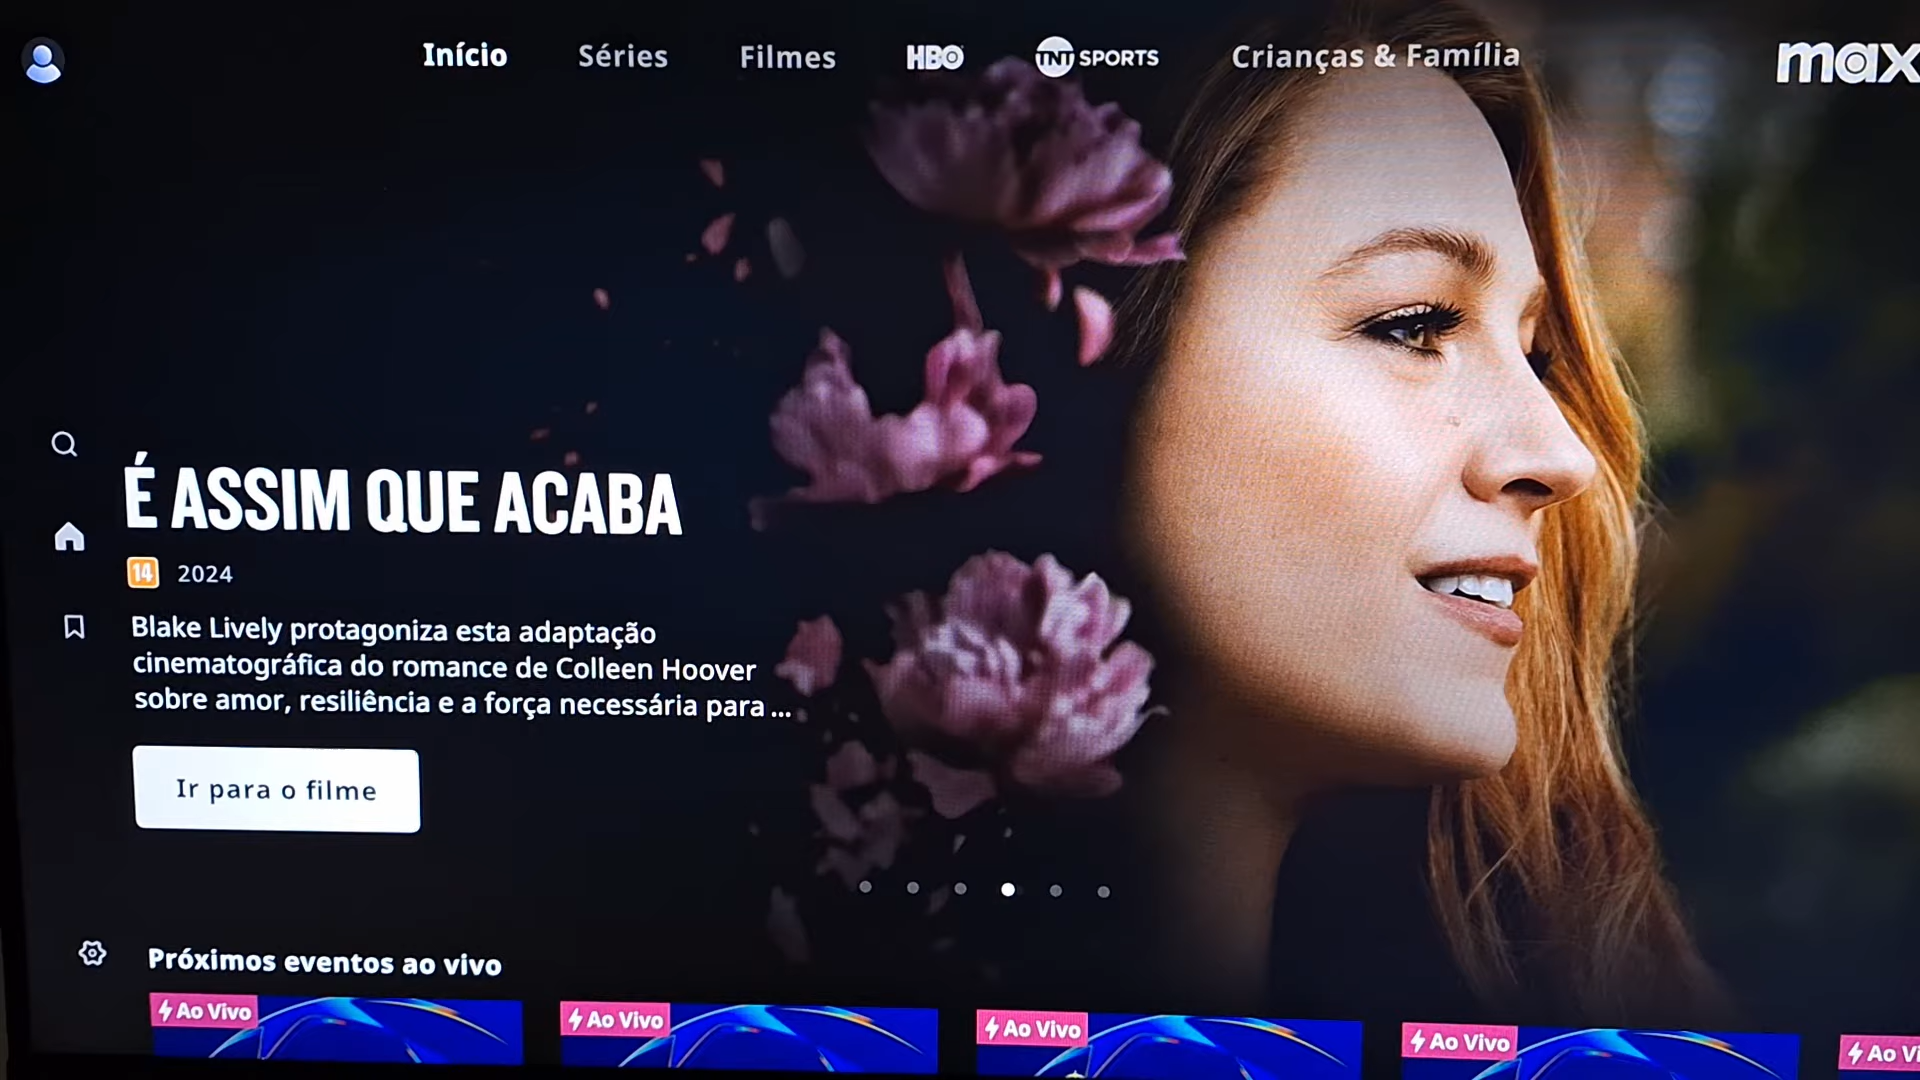 Início
Séries
Filmes
HBO
TNT SPORTS
Crianças & Família
max
É ASSIM QUE ACABA
14 2024
Blake Lively protagoniza esta adaptação
cinematográfica do romance de Colleen Hoover
sobre amor, resiliência e a força necessária para ...
Ir para o filme
Próximos eventos ao vivo
Ao Vivo
Ao Vivo
Ao Vivo
Ao Vivo
Ao Vi